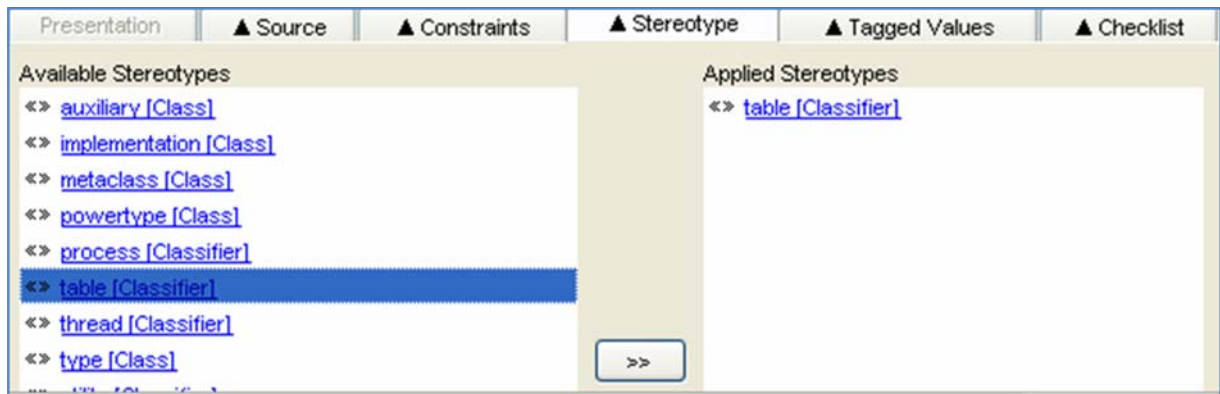 Presentation ▲ Source ▲ Constraints ▲ Stereotype ▲ Tagged Values ▲ Checklist
Available Stereotypes
«» auxiliary [Class]
«» implementation [Class]
«» metaclass [Class]
«» powertype [Class]
«» process [Classifier]
«» table [Classifier]
«» thread [Classifier]
«» type [Class]
>>
Applied Stereotypes
«» table [Classifier]